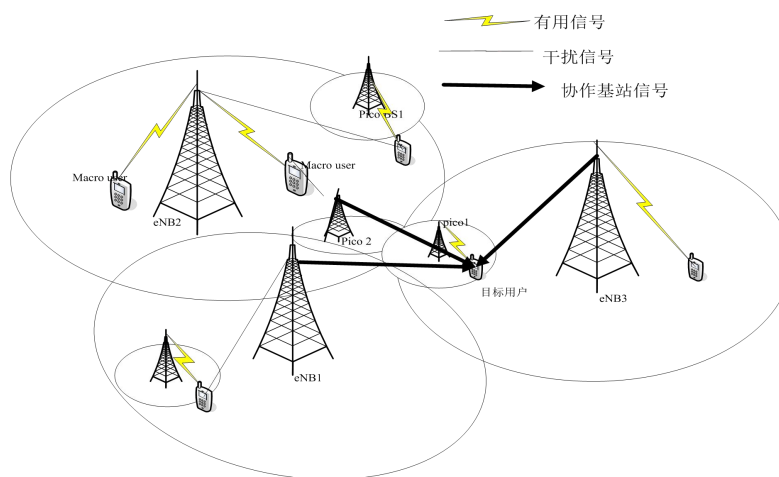 有用信号
干扰信号
协作基站信号
Pico BS1
Macro user
Macro user
eNB2
Pico 2
pico1
目标用户
eNB3
eNB1